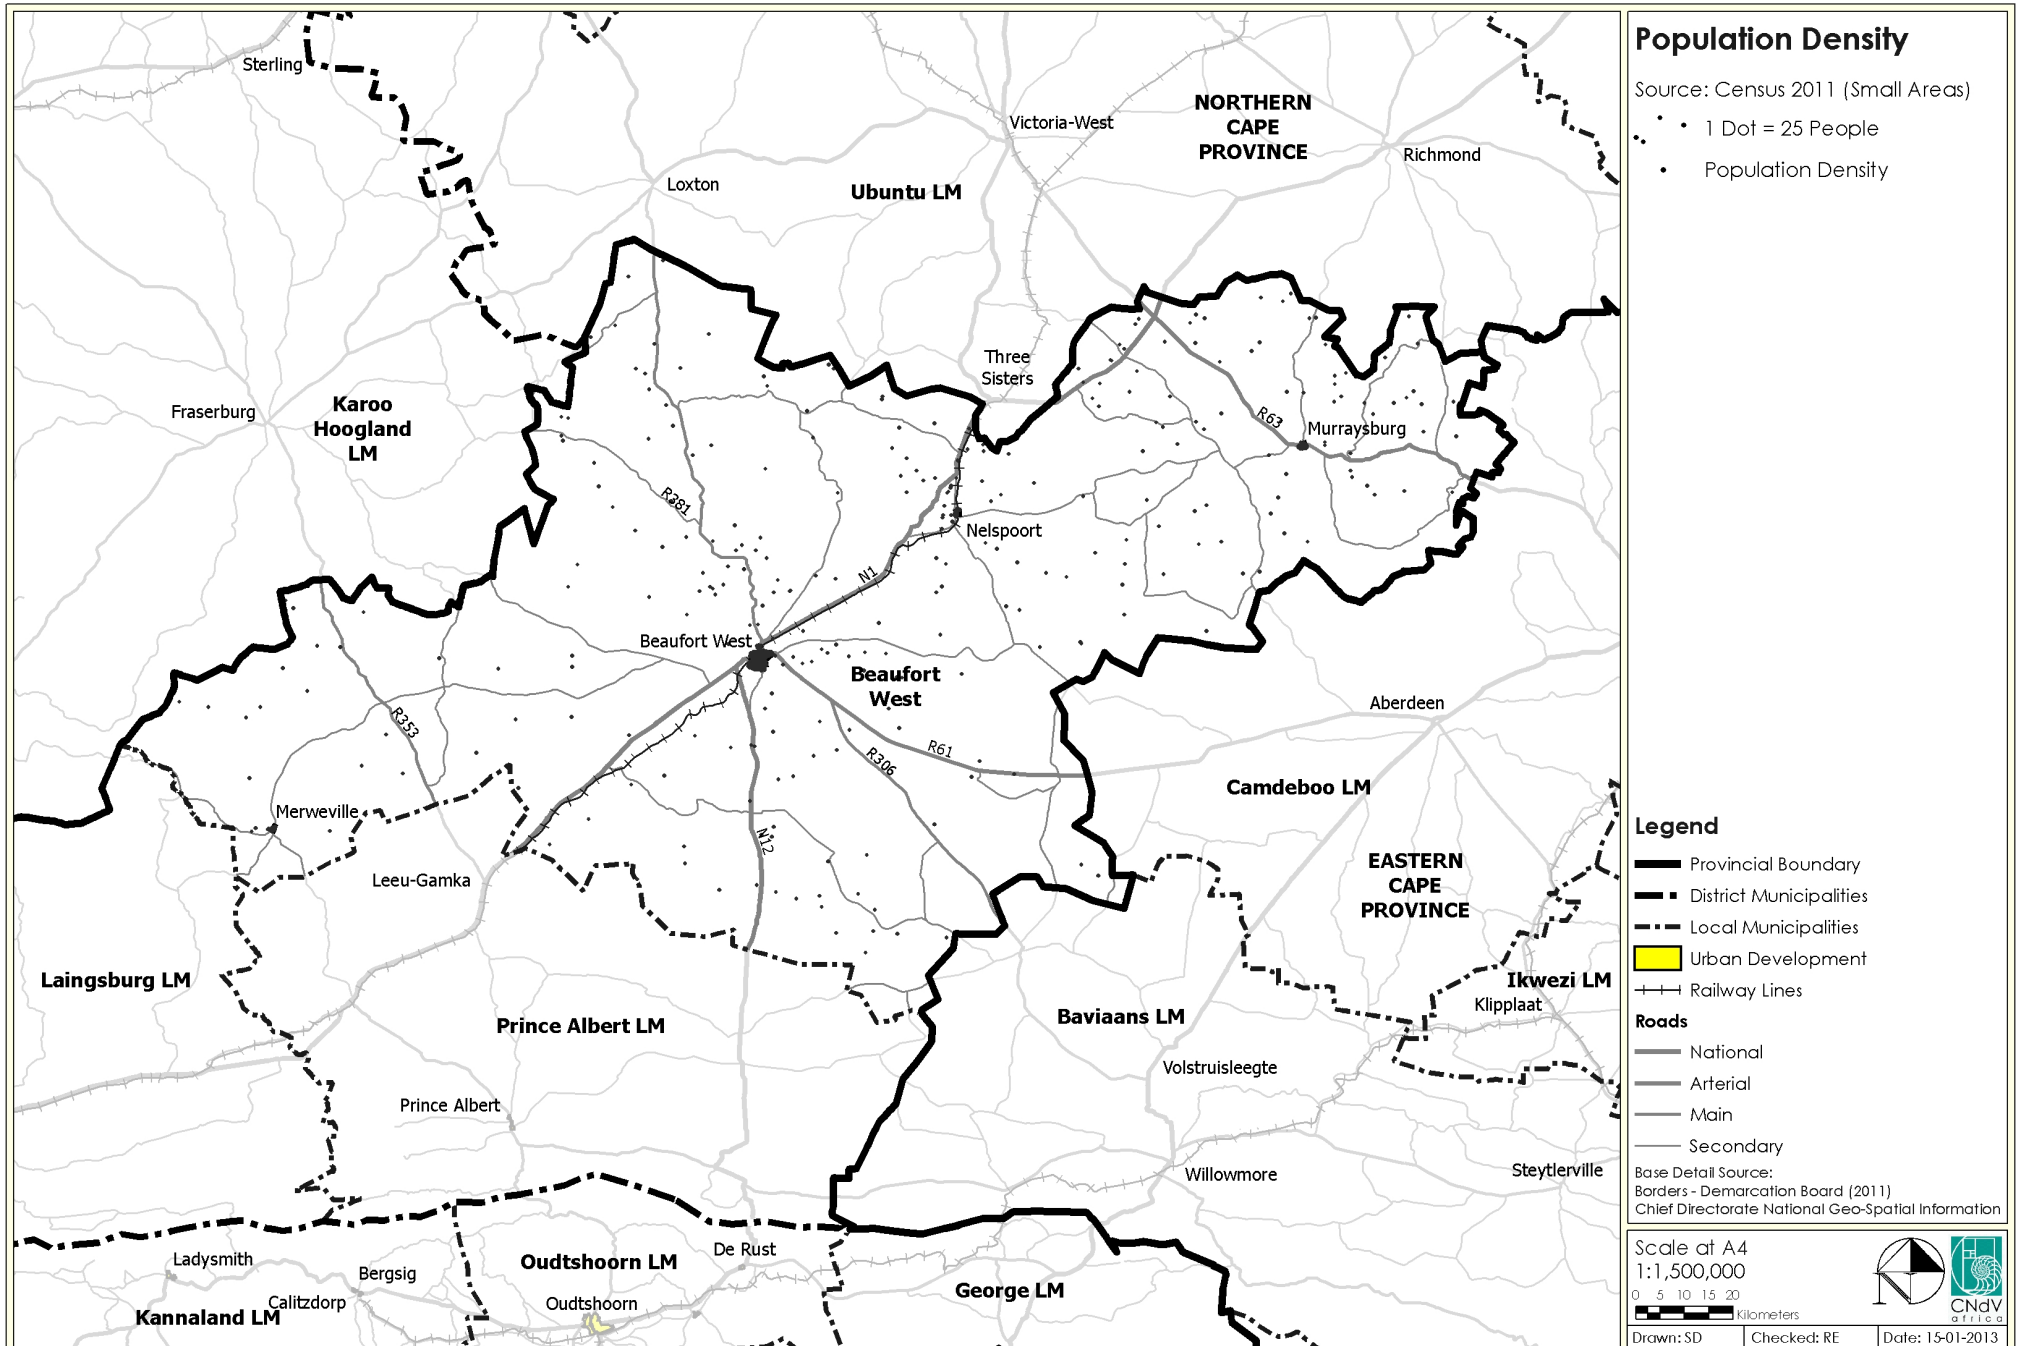 Sterling
Victoria-West
NORTHERN
CAPE
PROVINCE
Richmond
Loxton
Ubuntu LM
Three
Sisters
Fraserburg
Karoo
Hoogland
LM
R63
Murraysburg
R381
Nelspoort
N1
Beaufort West
Beaufort
West
Aberdeen
R353
R61
R306
Camdeboo LM
Merweville
N12
Leeu-Gamka
EASTERN
CAPE
PROVINCE
Laingsburg LM
Ikwezi LM
Klipplaat
Prince Albert LM
Baviaans LM
Volstruisleegte
Prince Albert
Willowmore
Steytlerville
Ladysmith
Bergsig
Oudtshoorn LM
De Rust
Calitzdorp
Kannaland LM
Oudtshoorn
George LM
Population Density
Source: Census 2011 (Small Areas)
1 Dot = 25 People
Population Density
Legend
Provincial Boundary
District Municipalities
Local Municipalities
Urban Development
Railway Lines
Roads
National
Arterial
Main
Secondary
Base Detail Source:
Borders - Demarcation Board (2011)
Chief Directorate National Geo-Spatial Information
Scale at A4
1:1,500,000
0 5 10 15 20
Kilometers
CNdV
africa
Drawn: SD
Checked: RE
Date: 15-01-2013